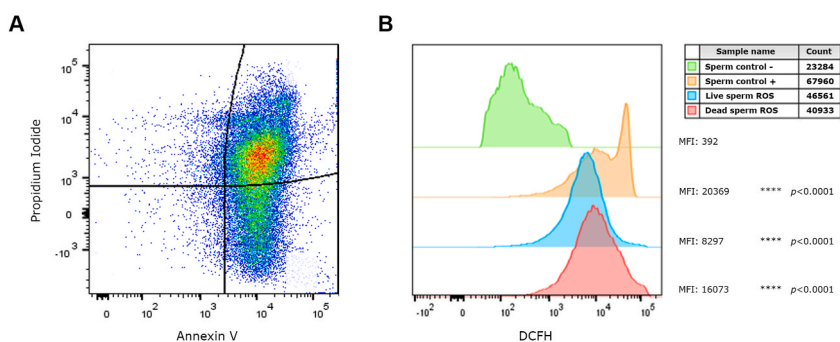 A
B
10^5
10^4
10^3
0
-10^3
Propidium Iodide
0
10^2
10^3
10^4
10^5
Annexin V
-10^2
0
10^2
10^3
10^4
10^5
DCFH
Sample name Count
Sperm control - 23284
Sperm control + 67960
Live sperm ROS 46561
Dead sperm ROS 40933
MFI: 392
MFI: 20369 **** p<0.0001
MFI: 8297 **** p<0.0001
MFI: 16073 **** p<0.0001